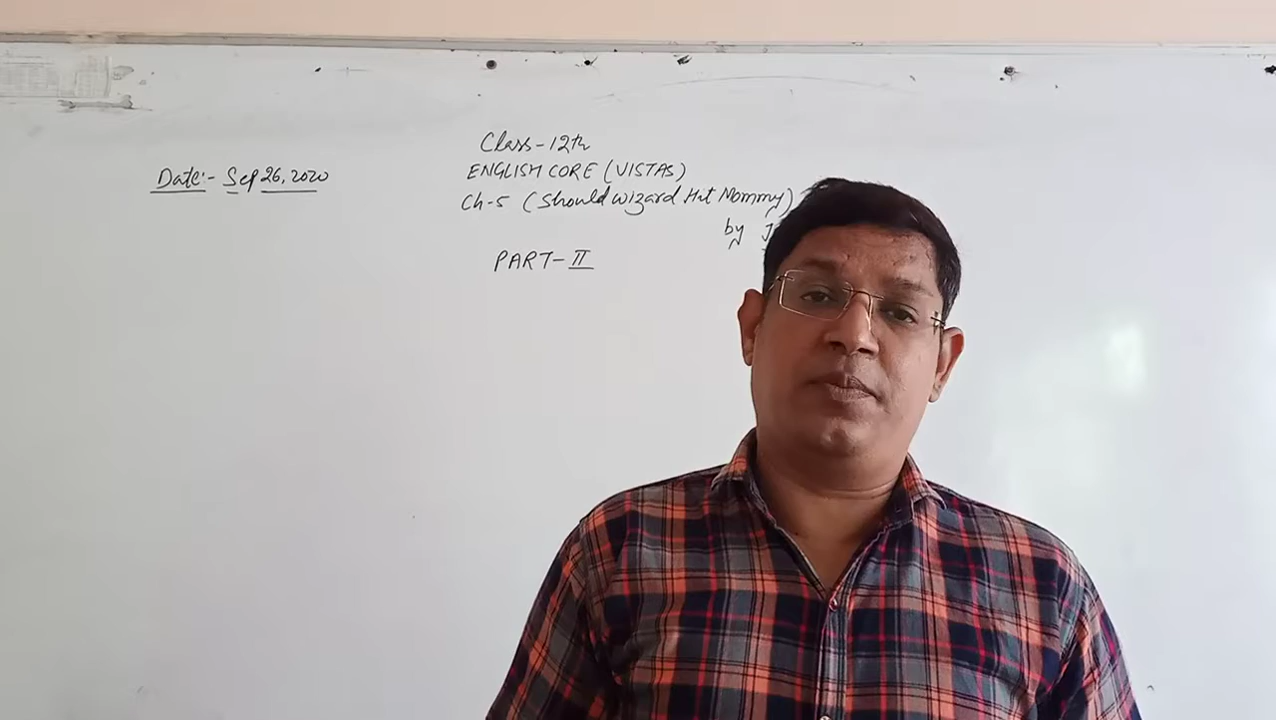 Class-12th
Date:- Sep 26, 2020
ENGLISH CORE (VISTAS)
Ch-5 (Should Wizard Hit Mommy)
by J
PART-II